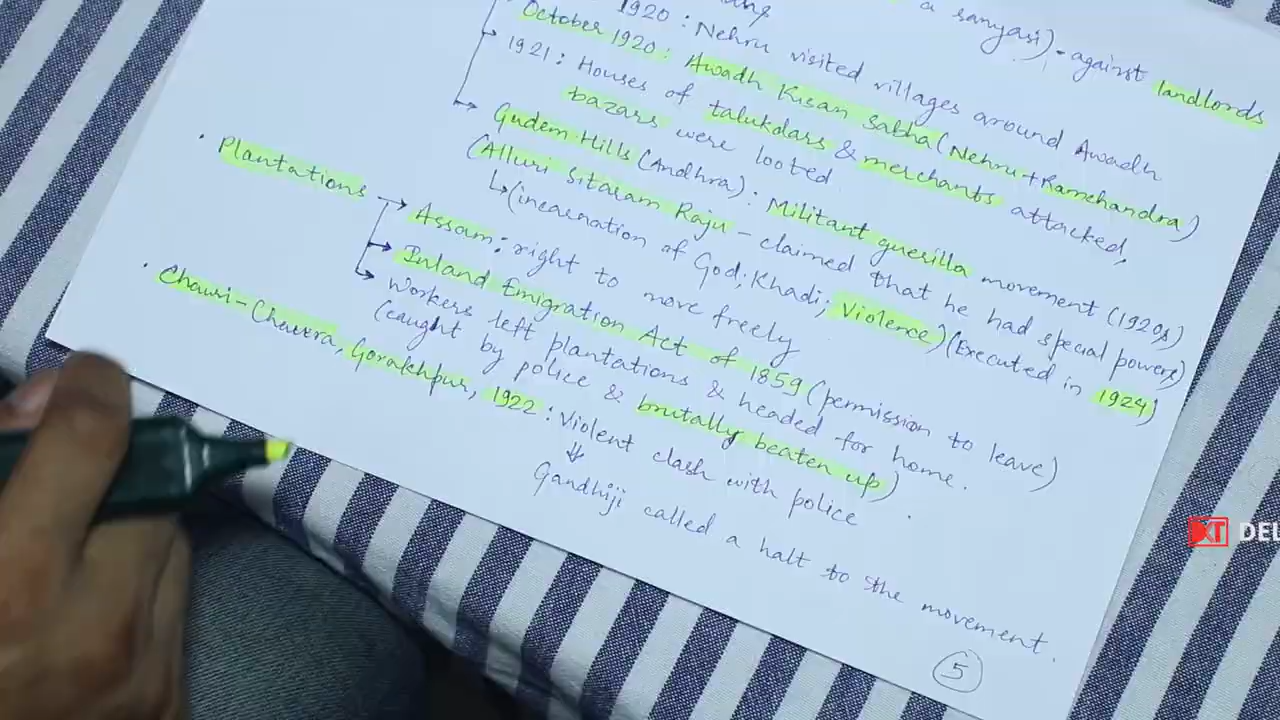 a sanyasi) • against landlords
1920 : Nehru visited villages around Awadh
October 1920 : Awadh Kisan Sabha (Nehru + Ramchandra)
1921 : Houses of talukdars & merchants attacked,
bazars were looted
Gudem Hills (Andhra) : Militant guerilla movement (1920s)
(Alluri Sitaram Raju - claimed that he had special powers)
(incarnation of God; Khadi; Violence) (Executed in 1924)
• Plantations
Assam : right to move freely
Inland Emigration Act of 1859 (permission to leave)
Workers left plantations & headed for home.
(caught by police & brutally beaten up)
• Chauri-Chaura, Gorakhpur, 1922 : Violent clash with police
Gandhiji called a halt to the movement.
5
XT DEL